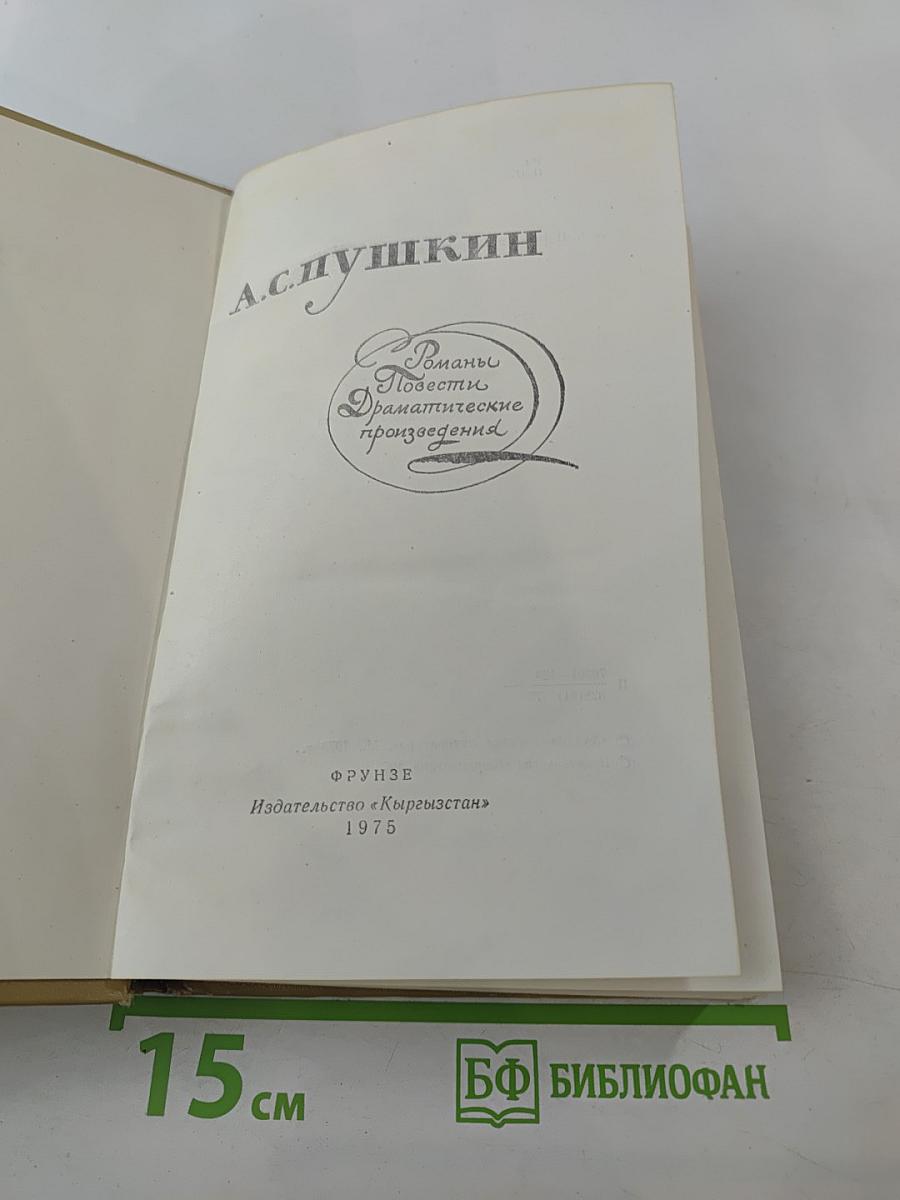 А.С.ПУШКИН
Романы
Повести
Драматические
произведения
ФРУНЗЕ
Издательство «Кыргызстан»
1975
15 см
БФ БИБЛИОФАН